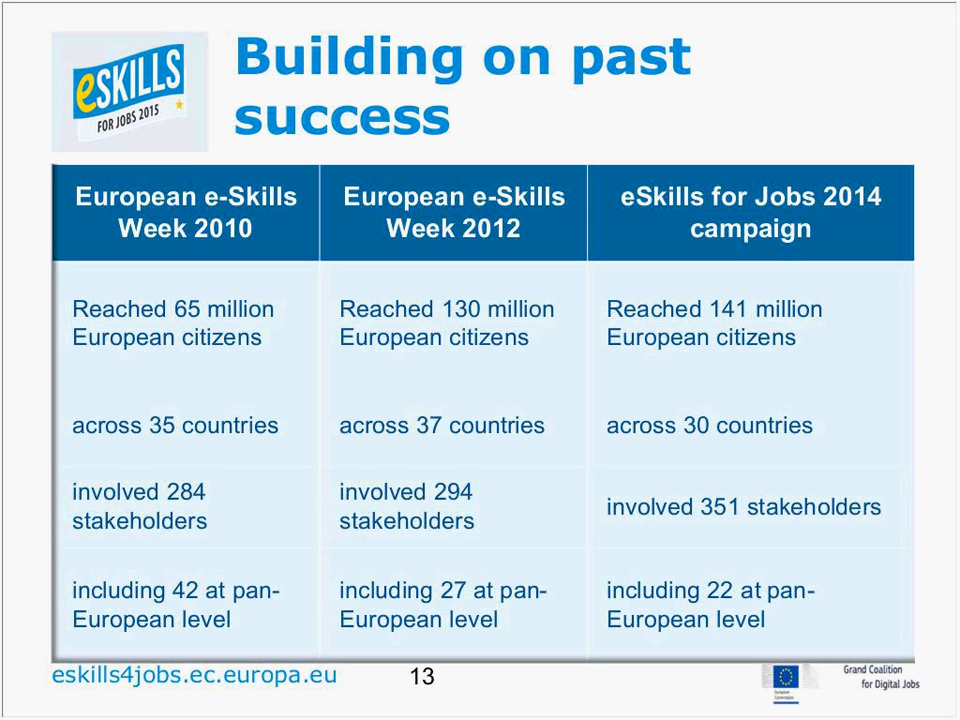 eSKILLS
FOR JOBS 2015
Building on past
success
European e-Skills
Week 2010
European e-Skills
Week 2012
eSkills for Jobs 2014
campaign
Reached 65 million
European citizens
Reached 130 million
European citizens
Reached 141 million
European citizens
across 35 countries
across 37 countries
across 30 countries
involved 284
stakeholders
involved 294
stakeholders
involved 351 stakeholders
including 42 at pan-
European level
including 27 at pan-
European level
including 22 at pan-
European level
eskills4jobs.ec.europa.eu
13
European
Commission
Grand Coalition
for Digital Jobs